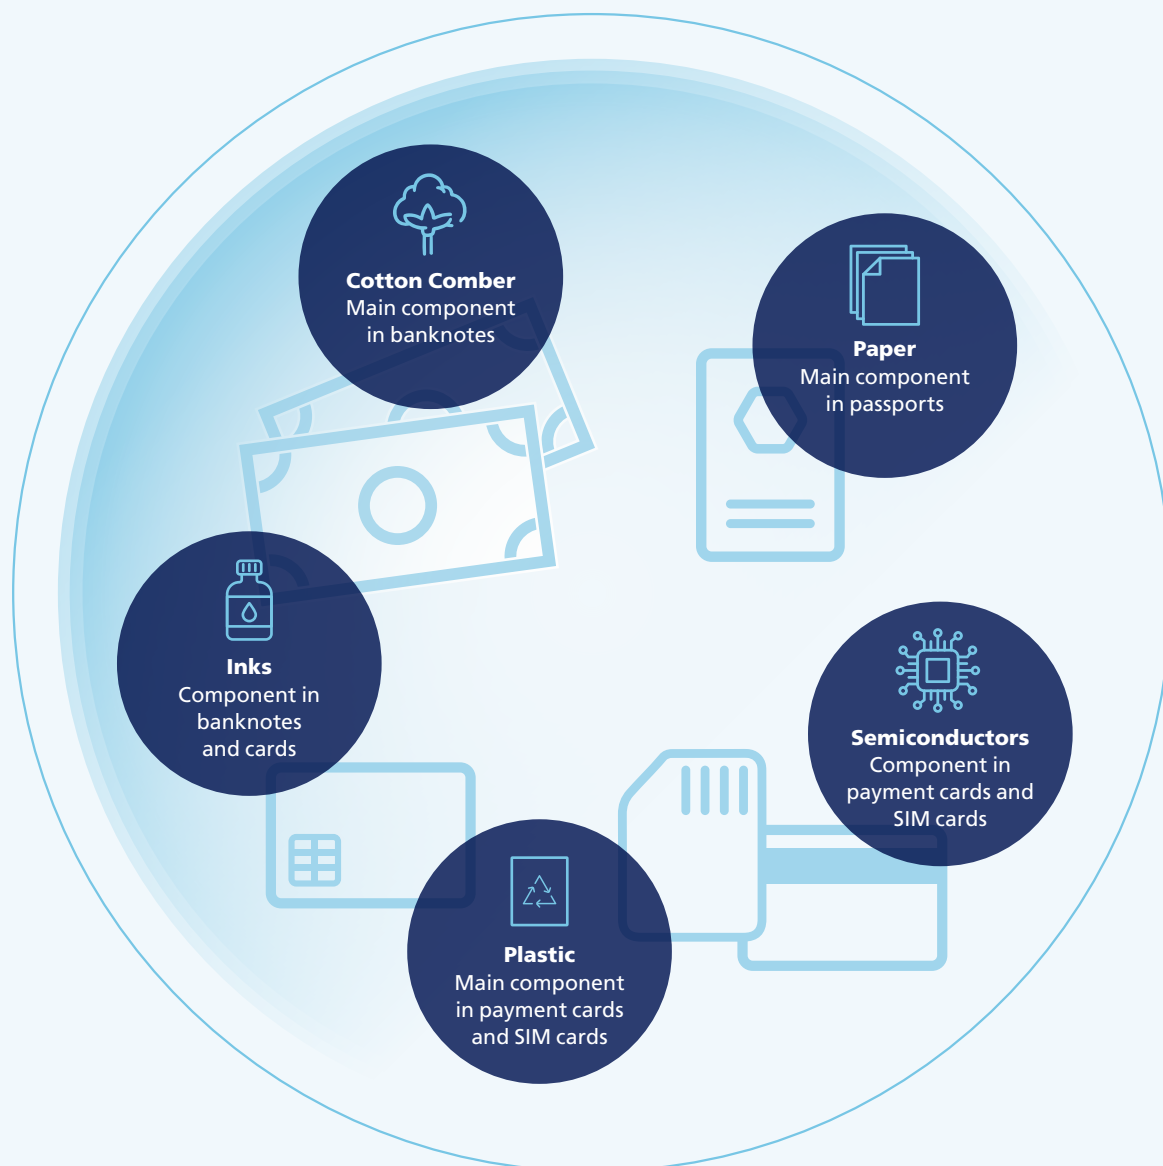 Cotton Comber
Main component
in banknotes
Paper
Main component
in passports
Inks
Component in
banknotes
and cards
Semiconductors
Component in
payment cards and
SIM cards
Plastic
Main component
in payment cards
and SIM cards